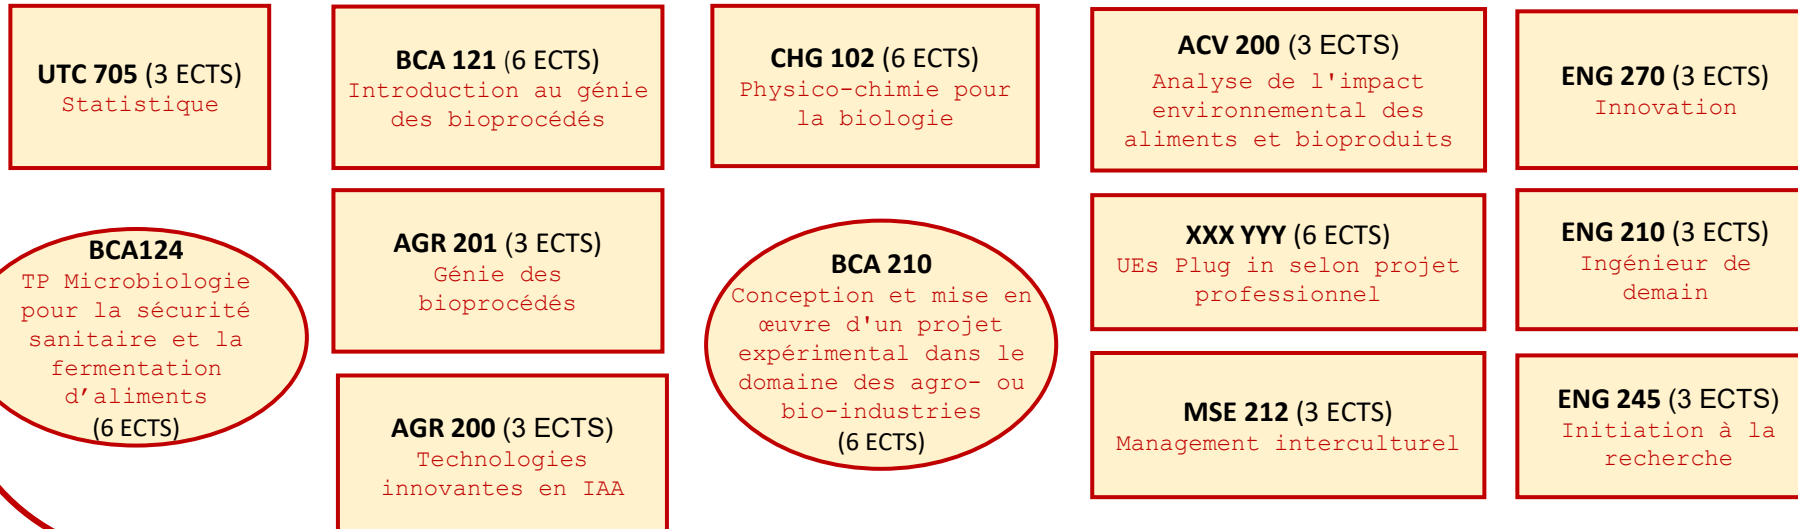 UTC 705 (3 ECTS)
Statistique
BCA 121 (6 ECTS)
Introduction au génie
des bioprocédés
CHG 102 (6 ECTS)
Physico-chimie pour
la biologie
ACV 200 (3 ECTS)
Analyse de l'impact
environnemental des
aliments et bioproduits
ENG 270 (3 ECTS)
Innovation
BCA124
TP Microbiologie
pour la sécurité
sanitaire et la
fermentation
d’aliments
(6 ECTS)
AGR 201 (3 ECTS)
Génie des
bioprocédés
BCA 210
Conception et mise en
œuvre d'un projet
expérimental dans le
domaine des agro- ou
bio-industries
(6 ECTS)
XXX YYY (6 ECTS)
UEs Plug in selon projet
professionnel
ENG 210 (3 ECTS)
Ingénieur de
demain
AGR 200 (3 ECTS)
Technologies
innovantes en IAA
MSE 212 (3 ECTS)
Management interculturel
ENG 245 (3 ECTS)
Initiation à la
recherche